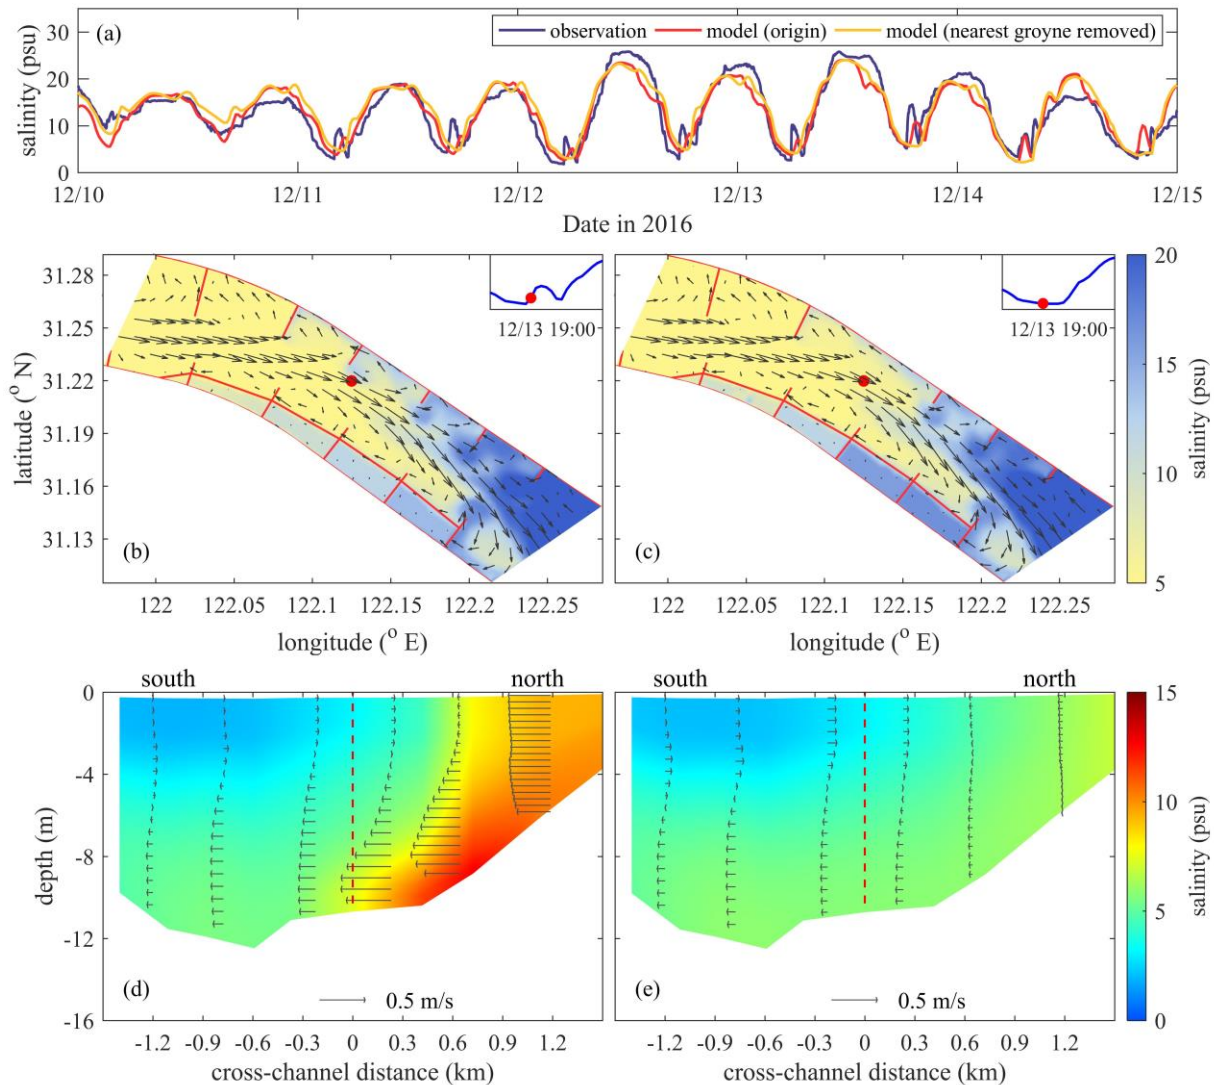 (a)
observation model (origin) model (nearest groyne removed)
salinity (psu)
30
20
10
0
12/10 12/11 12/12 12/13 12/14 12/15
Date in 2016
latitude (° N)
31.28
31.25
31.22
31.19
31.16
31.13
12/13 19:00
(b)
122 122.05 122.1 122.15 122.2 122.25
longitude (° E)
12/13 19:00
(c)
122 122.05 122.1 122.15 122.2 122.25
longitude (° E)
20
15
10
5
salinity (psu)
south north
depth (m)
0
-4
-8
-12
-16
(d)
0.5 m/s
-1.2 -0.9 -0.6 -0.3 0 0.3 0.6 0.9 1.2
cross-channel distance (km)
south north
(e)
0.5 m/s
-1.2 -0.9 -0.6 -0.3 0 0.3 0.6 0.9 1.2
cross-channel distance (km)
15
10
5
0
salinity (psu)